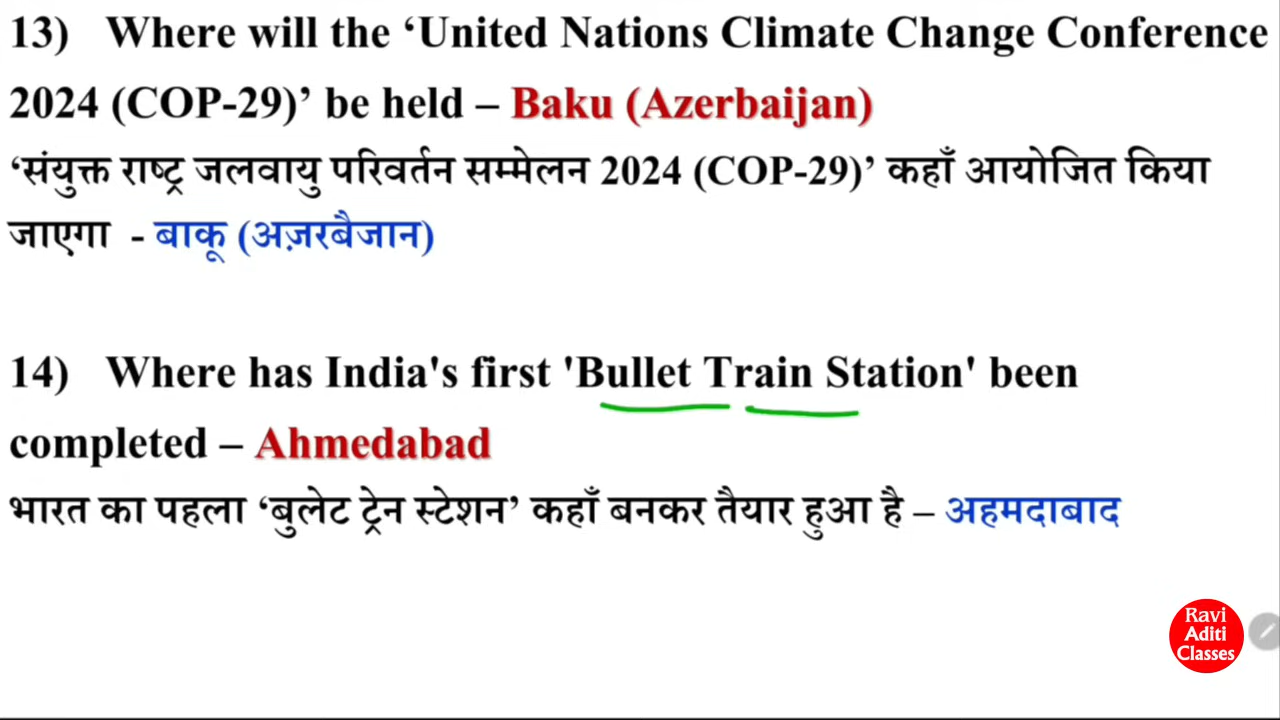 13) Where will the ‘United Nations Climate Change Conference
2024 (COP-29)’ be held – Baku (Azerbaijan)
‘संयुक्त राष्ट्र जलवायु परिवर्तन सम्मेलन 2024 (COP-29)’ कहाँ आयोजित किया
जाएगा - बाकू (अज़रबैजान)
14) Where has India's first 'Bullet Train Station' been
completed – Ahmedabad
भारत का पहला ‘बुलेट ट्रेन स्टेशन’ कहाँ बनकर तैयार हुआ है – अहमदाबाद
Ravi
Aditi
Classes